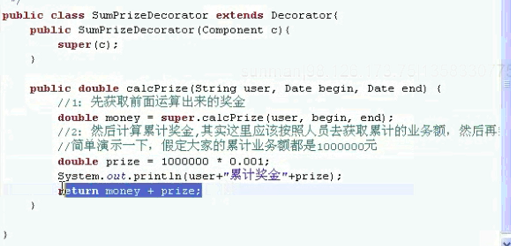 */
public class SumPrizeDecorator extends Decorator{
public SumPrizeDecorator(Component c){
super(c);
}
public double calcPrize(String user, Date begin, Date end) {
//1: 先获取前面运算出来的奖金
double money = super.calcPrize(user, begin, end);
//2: 然后计算累计奖金,其实这里应该按照人员去获取累计的业务额，然后再
//简单演示一下，假定大家的累计业务额都是1000000元
double prize = 1000000 * 0.001;
System.out.println(user+"累计奖金"+prize);
return money + prize;
}
}